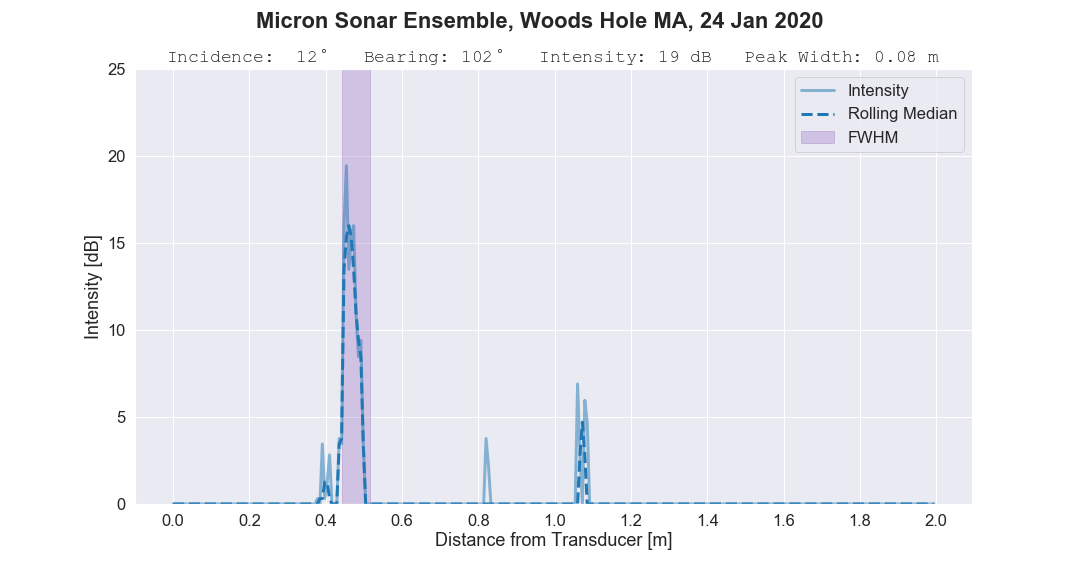 Micron Sonar Ensemble, Woods Hole MA, 24 Jan 2020
Incidence:  12˚   Bearing: 102˚   Intensity: 19 dB   Peak Width: 0.08 m
25
20
15
10
5
0
Intensity [dB]
Intensity
Rolling Median
FWHM
0.0 0.2 0.4 0.6 0.8 1.0 1.2 1.4 1.6 1.8 2.0
Distance from Transducer [m]